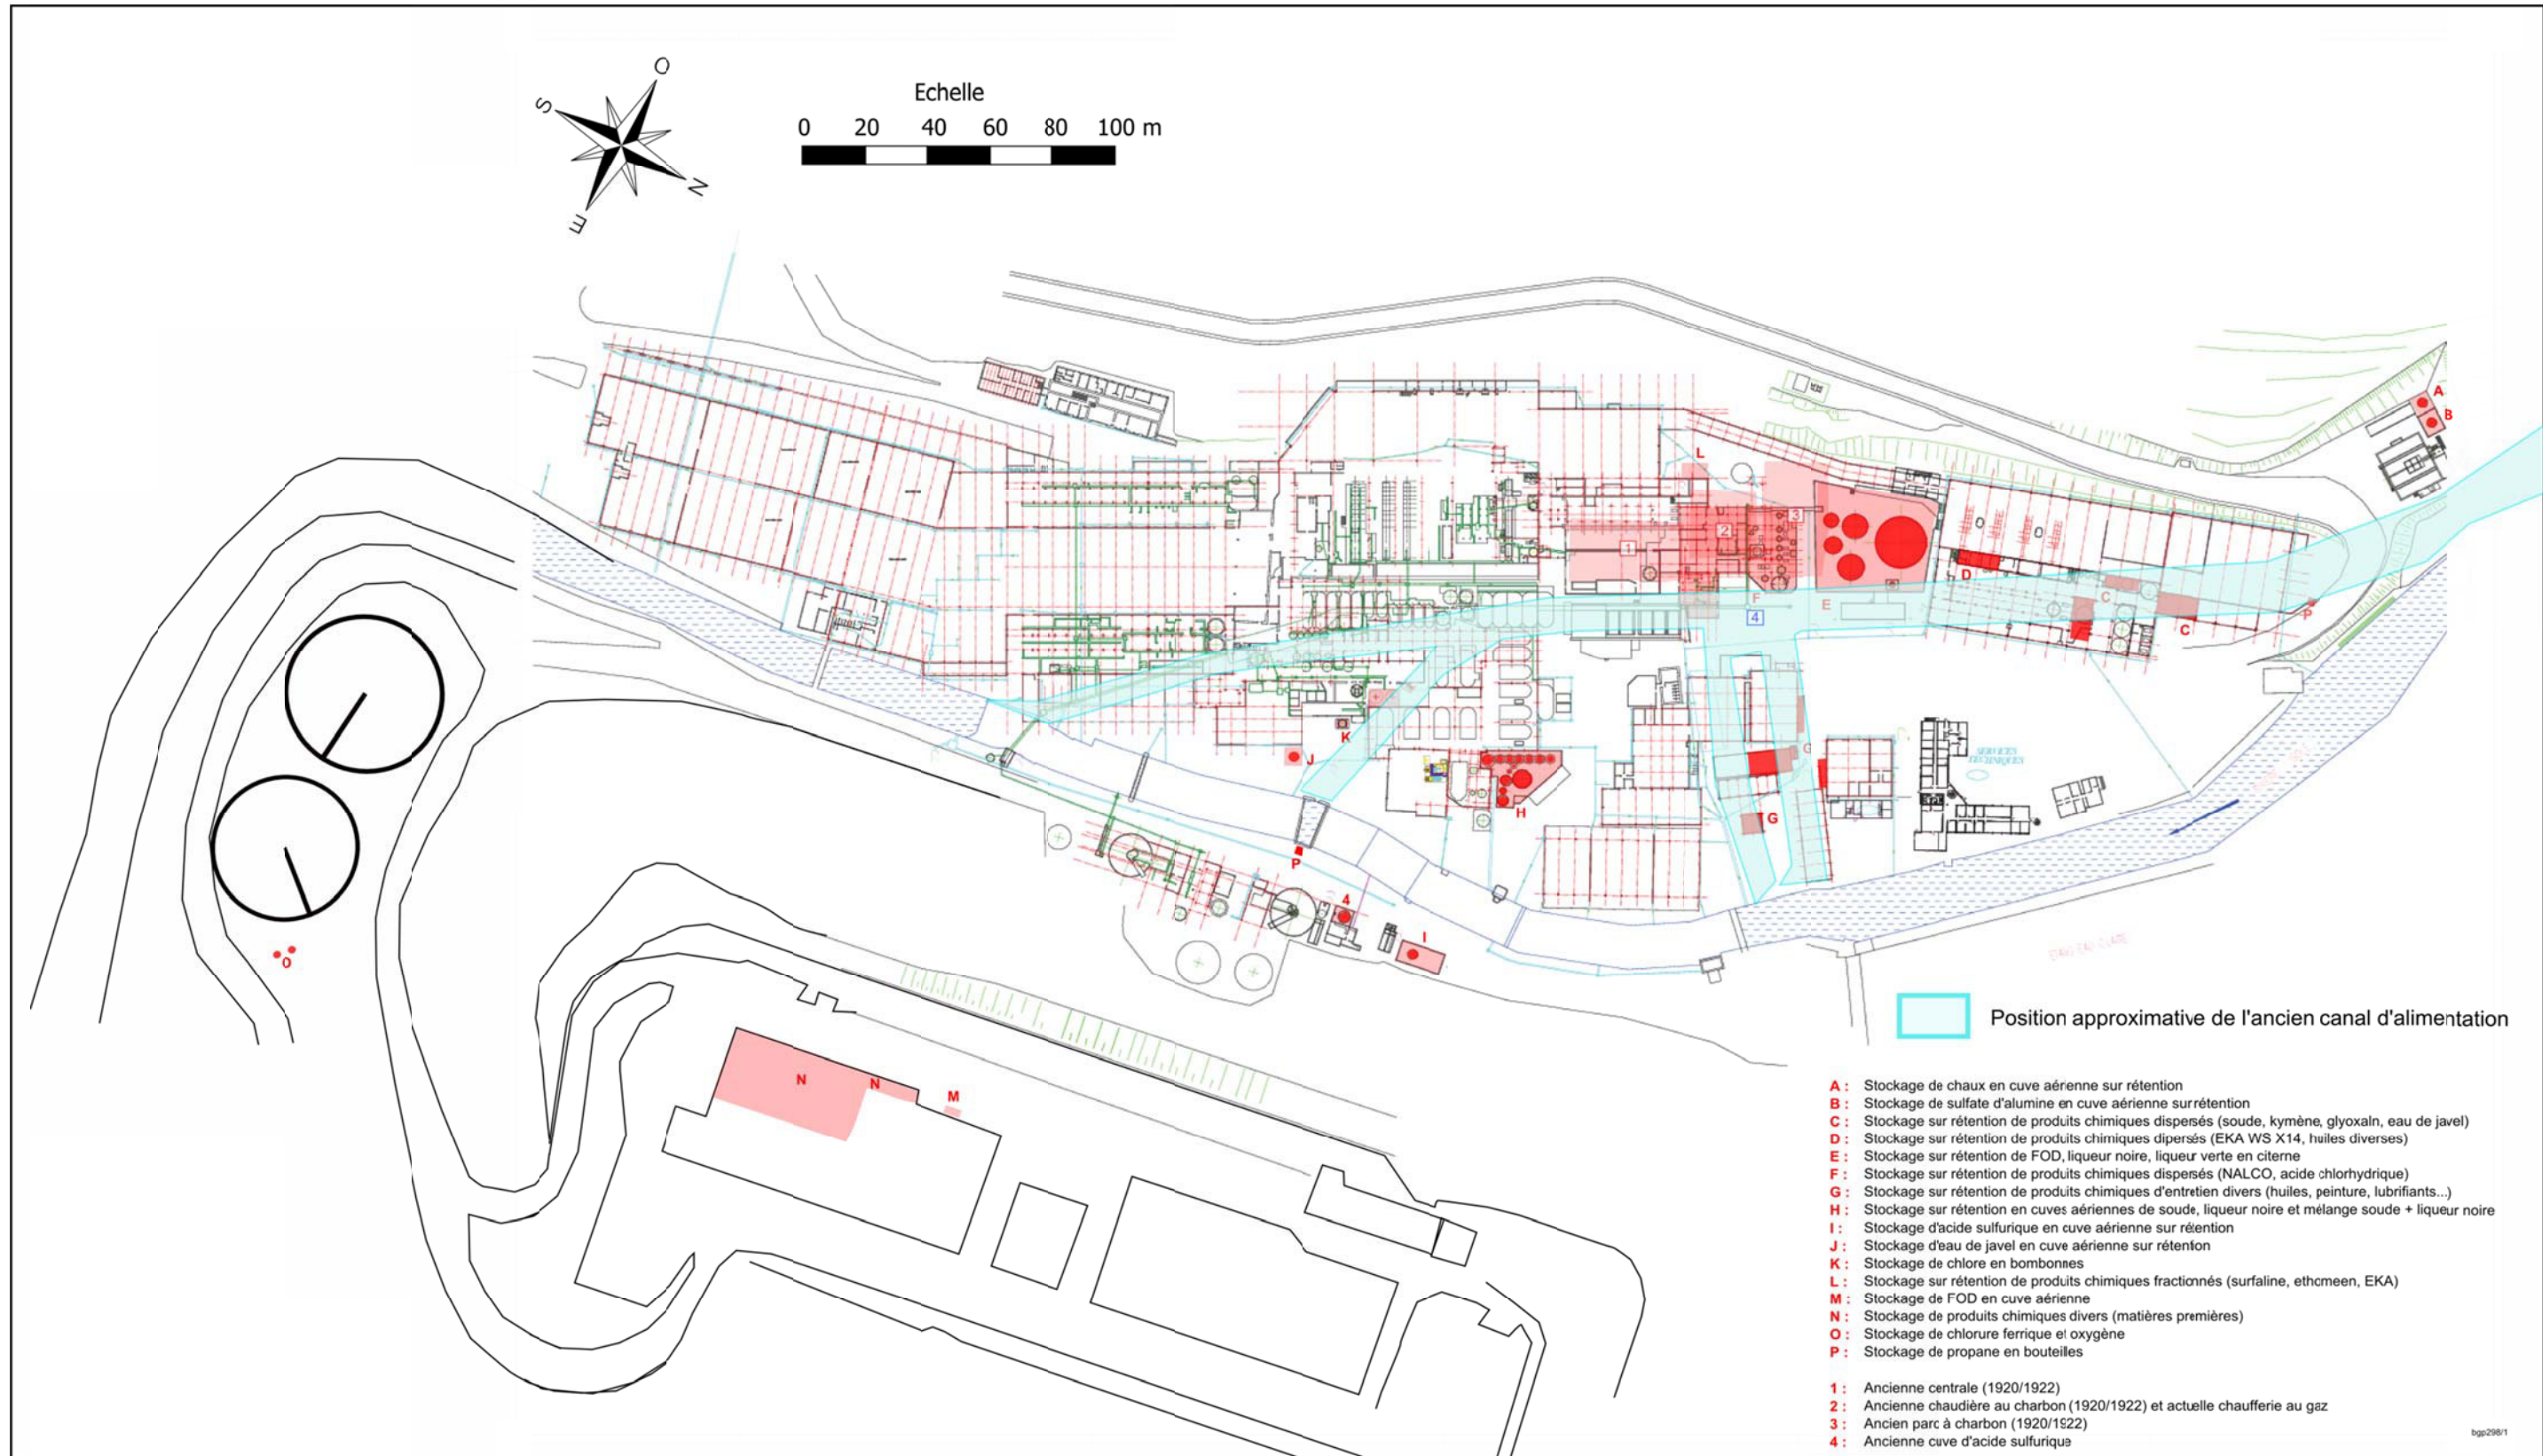 O
S
N
E
Echelle
0 20 40 60 80 100 m
A
B
L
3
2
1
D
F
E
4
C
C
P
K
J
G
H
G
P
4
I
SERVICES
TECHNIQUES
O
N
N
M
Position approximative de l'ancien canal d'alimentation
A : Stockage de chaux en cuve aérienne sur rétention
B : Stockage de sulfate d'alumine en cuve aérienne sur rétention
C : Stockage sur rétention de produits chimiques dispersés (soude, kymène, glyoxaln, eau de javel)
D : Stockage sur rétention de produits chimiques dipersés (EKA WS X14, huiles diverses)
E : Stockage sur rétention de FOD, liqueur noire, liqueur verte en citerne
F : Stockage sur rétention de produits chimiques dispersés (NALCO, acide chlorhydrique)
G : Stockage sur rétention de produits chimiques d'entretien divers (huiles, peinture, lubrifiants...)
H : Stockage sur rétention en cuves aériennes de soude, liqueur noire et mélange soude + liqueur noire
I : Stockage d'acide sulfurique en cuve aérienne sur rétention
J : Stockage d'eau de javel en cuve aérienne sur rétention
K : Stockage de chlore en bombonnes
L : Stockage sur rétention de produits chimiques fractionnés (surfaline, ethomeen, EKA)
M : Stockage de FOD en cuve aérienne
N : Stockage de produits chimiques divers (matières premières)
O : Stockage de chlorure ferrique et oxygène
P : Stockage de propane en bouteilles
1 : Ancienne centrale (1920/1922)
2 : Ancienne chaudière au charbon (1920/1922) et actuelle chaufferie au gaz
3 : Ancien parc à charbon (1920/1922)
4 : Ancienne cuve d'acide sulfurique
bgp298/1